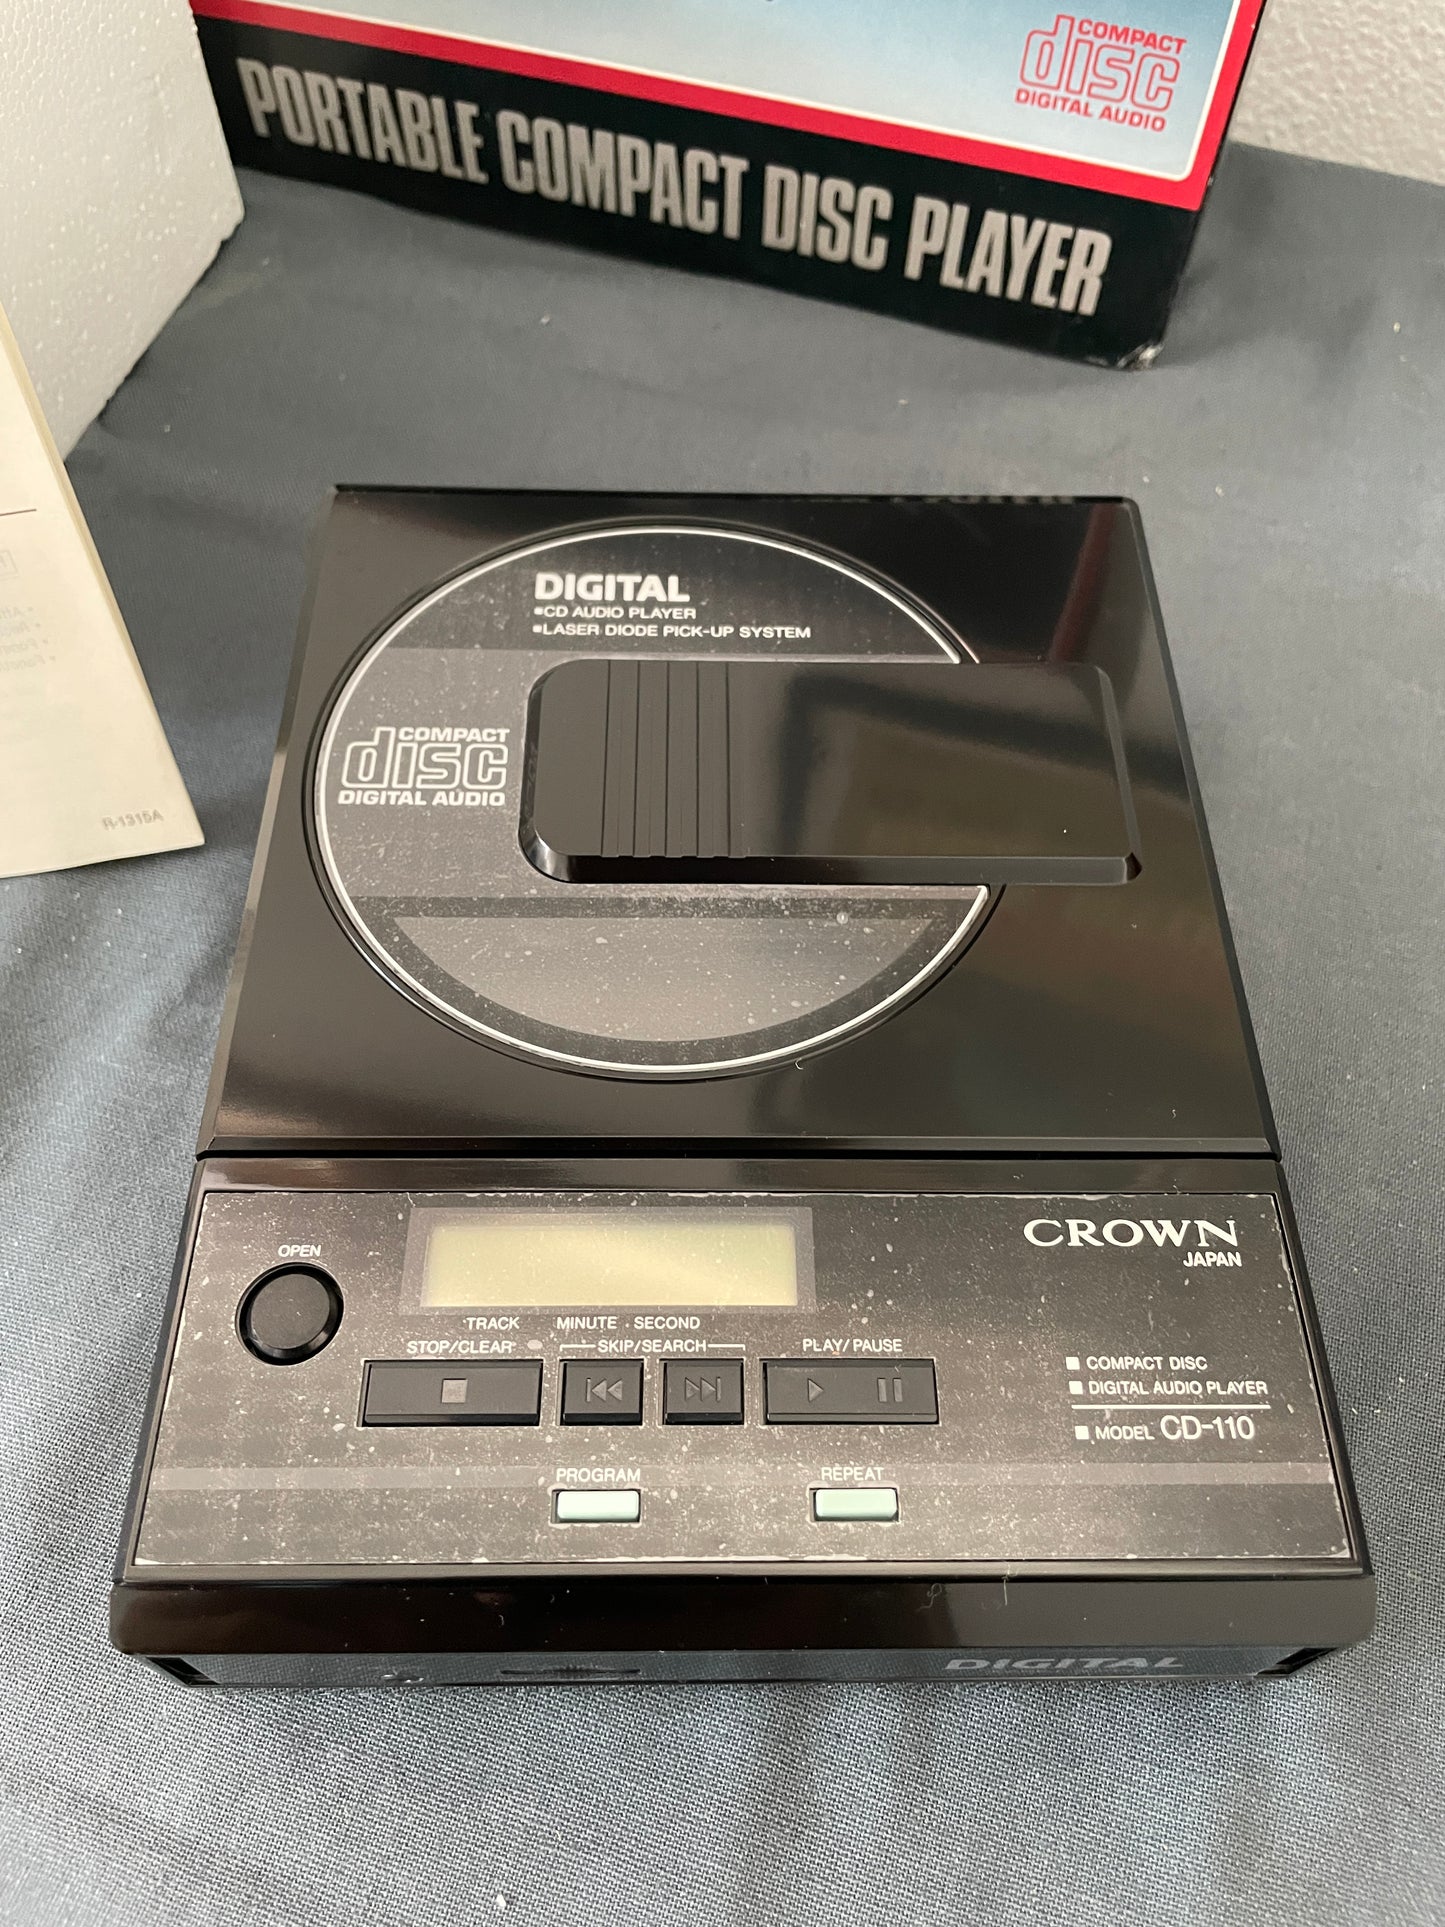 COMPACT
disc
DIGITAL AUDIO
PORTABLE COMPACT DISC PLAYER
R-1315A
DIGITAL
CD AUDIO PLAYER
LASER DIODE PICK-UP SYSTEM
COMPACT
disc
DIGITAL AUDIO
CROWN
JAPAN
OPEN
TRACK MINUTE SECOND
STOP/CLEAR SKIP/SEARCH PLAY/PAUSE
COMPACT DISC
DIGITAL AUDIO PLAYER
MODEL CD-110
PROGRAM REPEAT
DIGITAL